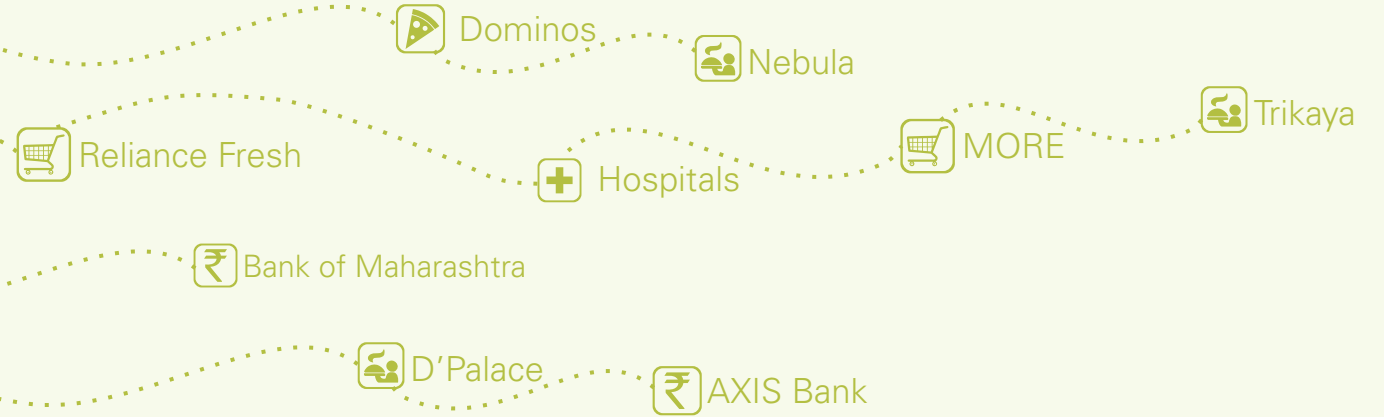 Dominos
Nebula
Trikaya
Reliance Fresh
MORE
Hospitals
Bank of Maharashtra
D’Palace
AXIS Bank